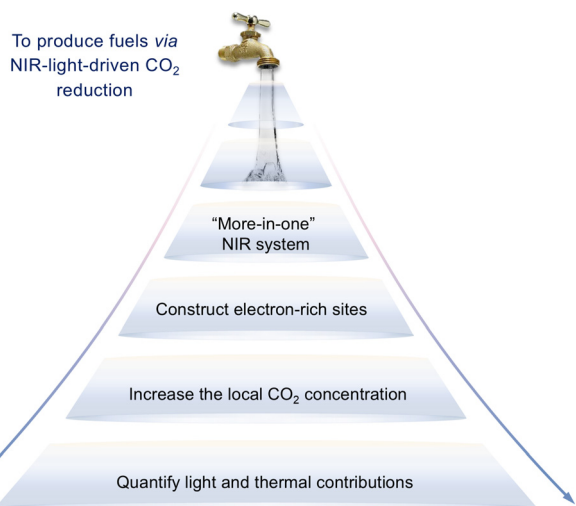 To produce fuels via
NIR-light-driven CO₂
reduction
“More-in-one”
NIR system
Construct electron-rich sites
Increase the local CO₂ concentration
Quantify light and thermal contributions